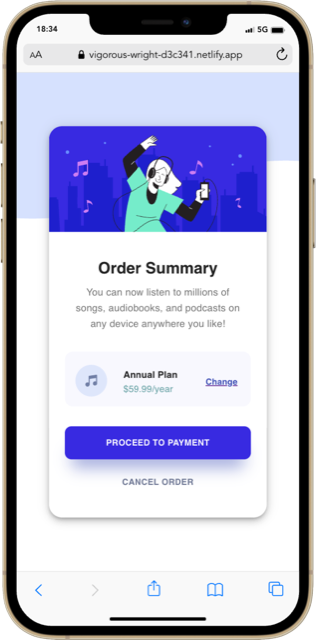 18:34
5G
AA
vigorous-wright-d3c341.netlify.app
Order Summary
You can now listen to millions of
songs, audiobooks, and podcasts on
any device anywhere you like!
Annual Plan
$59.99/year
Change
PROCEED TO PAYMENT
CANCEL ORDER